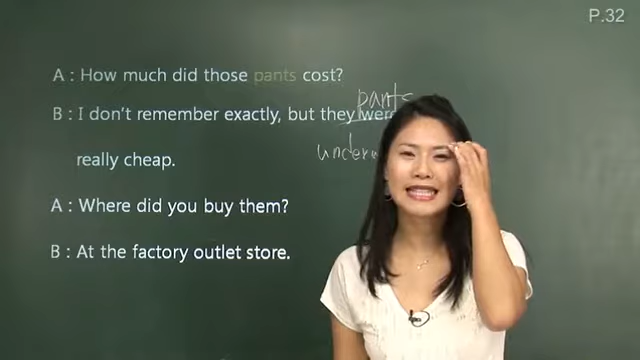 P.32
A : How much did those pants cost?
pants
B : I don't remember exactly, but they were
really cheap.
A : Where did you buy them?
B : At the factory outlet store.